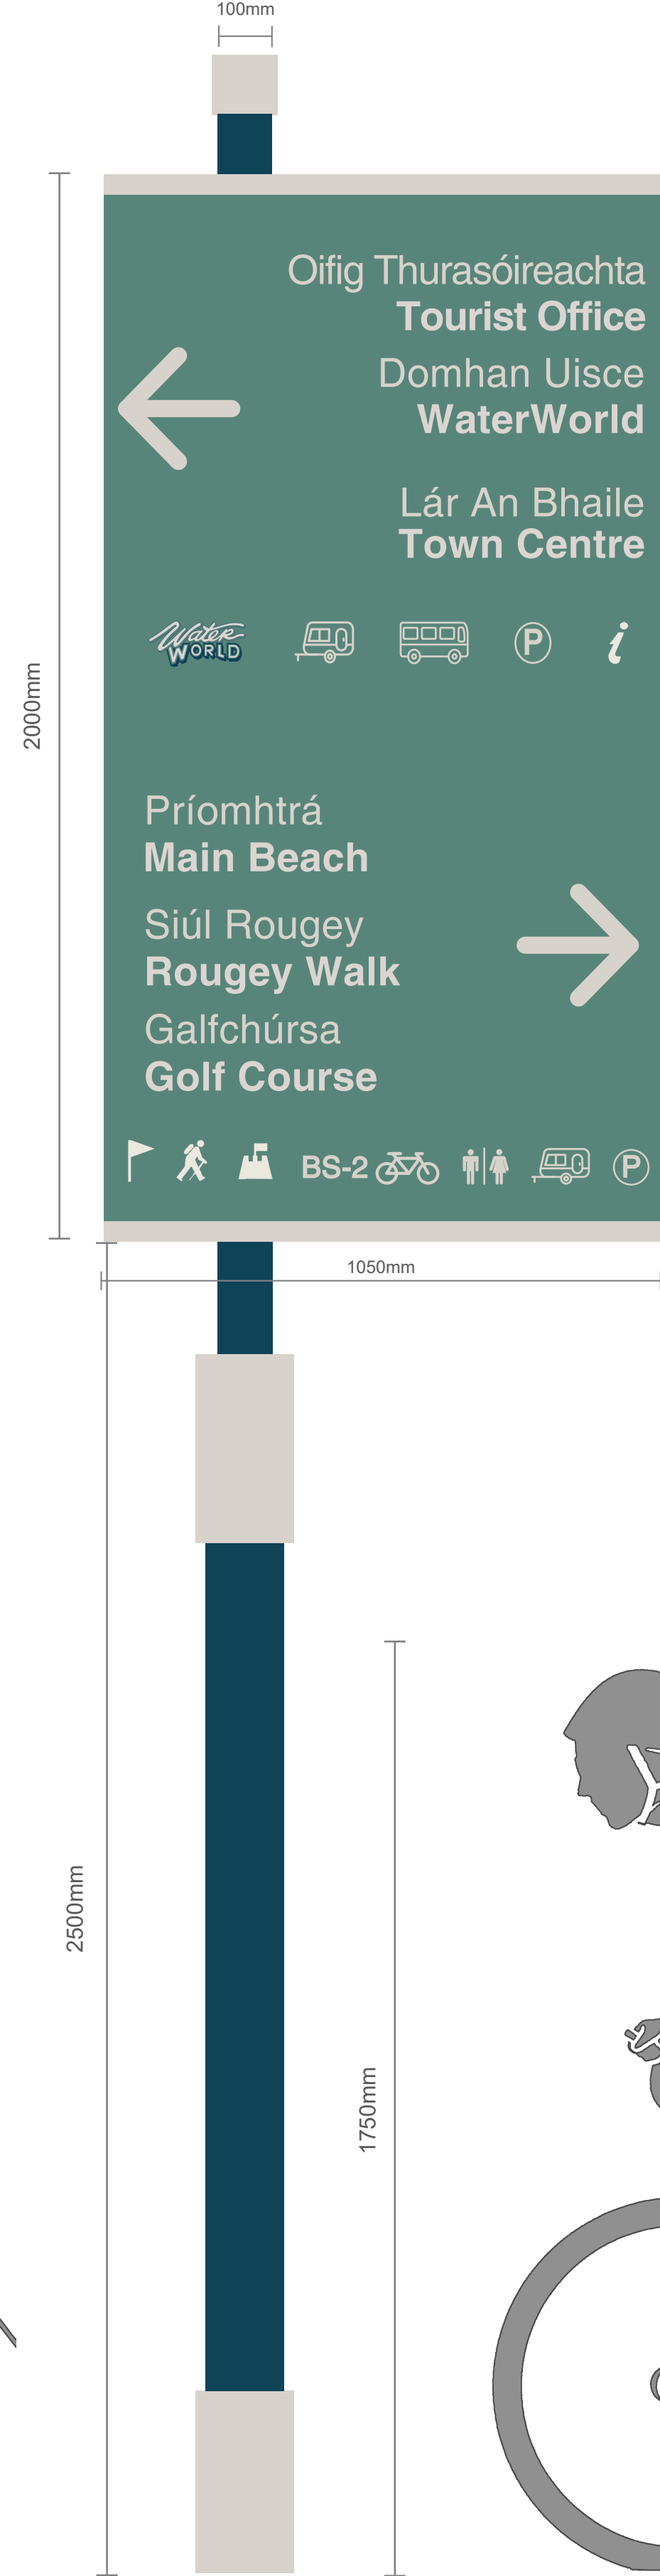 100mm
Oifig Thurasóireachta
Tourist Office
Domhan Uisce
WaterWorld
Lár An Bhaile
Town Centre
Water
WORLD
P
i
2000mm
Príomhtrá
Main Beach
Siúl Rougey
Rougey Walk
Galfchúrsa
Golf Course
BS-2
P
1050mm
2500mm
1750mm